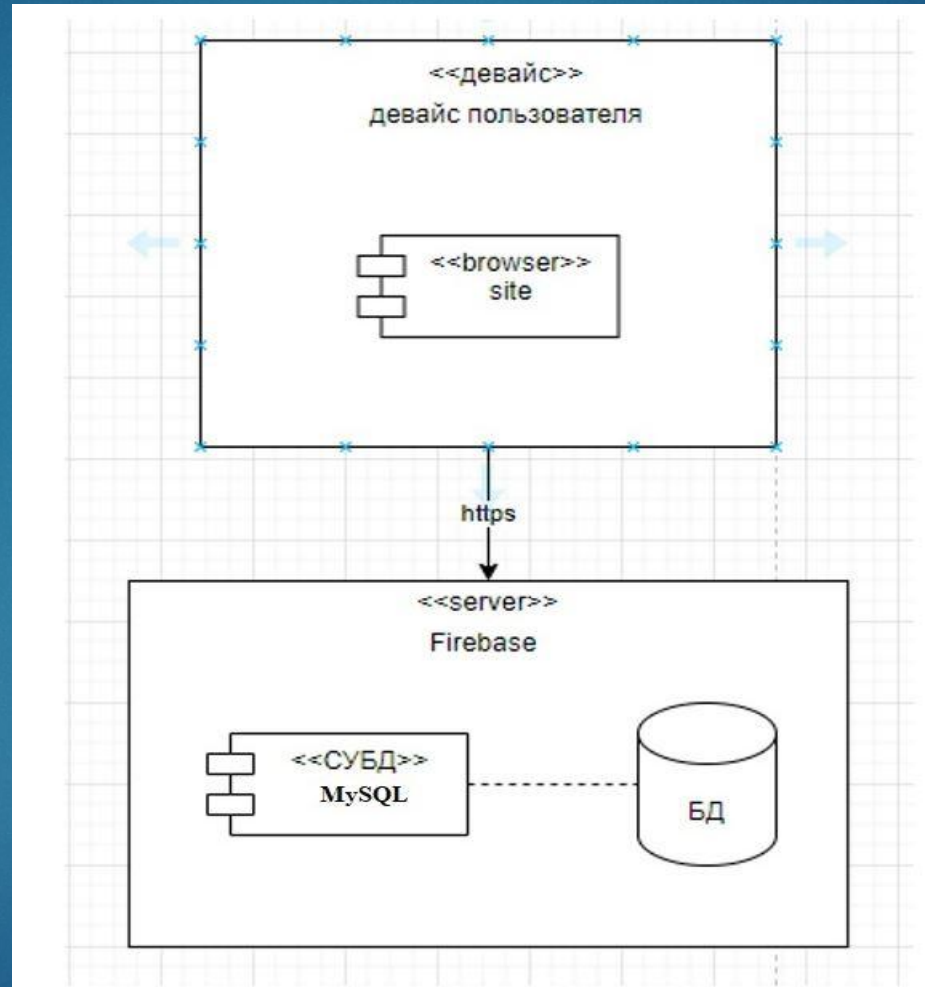 <<девайс>>
девайс пользователя
<<browser>>
site
https
<<server>>
Firebase
<<СУБД>>
MySQL
БД